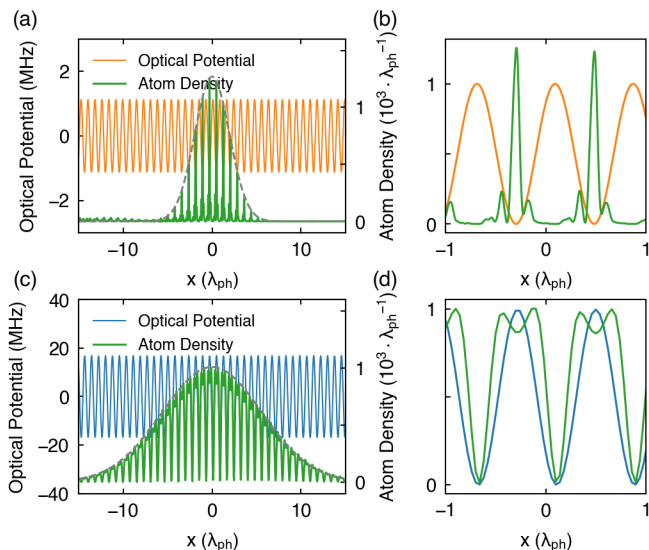 (a)
2
0
−2
Optical Potential (MHz)
Optical Potential
Atom Density
1
0
Atom Density (10³ · λph⁻¹)
−10
0
10
x (λph)
(b)
1
0
−1
0
1
x (λph)
(c)
40
20
0
−20
−40
Optical Potential (MHz)
Optical Potential
Atom Density
1
0
Atom Density (10³ · λph⁻¹)
−10
0
10
x (λph)
(d)
1
0
−1
0
1
x (λph)